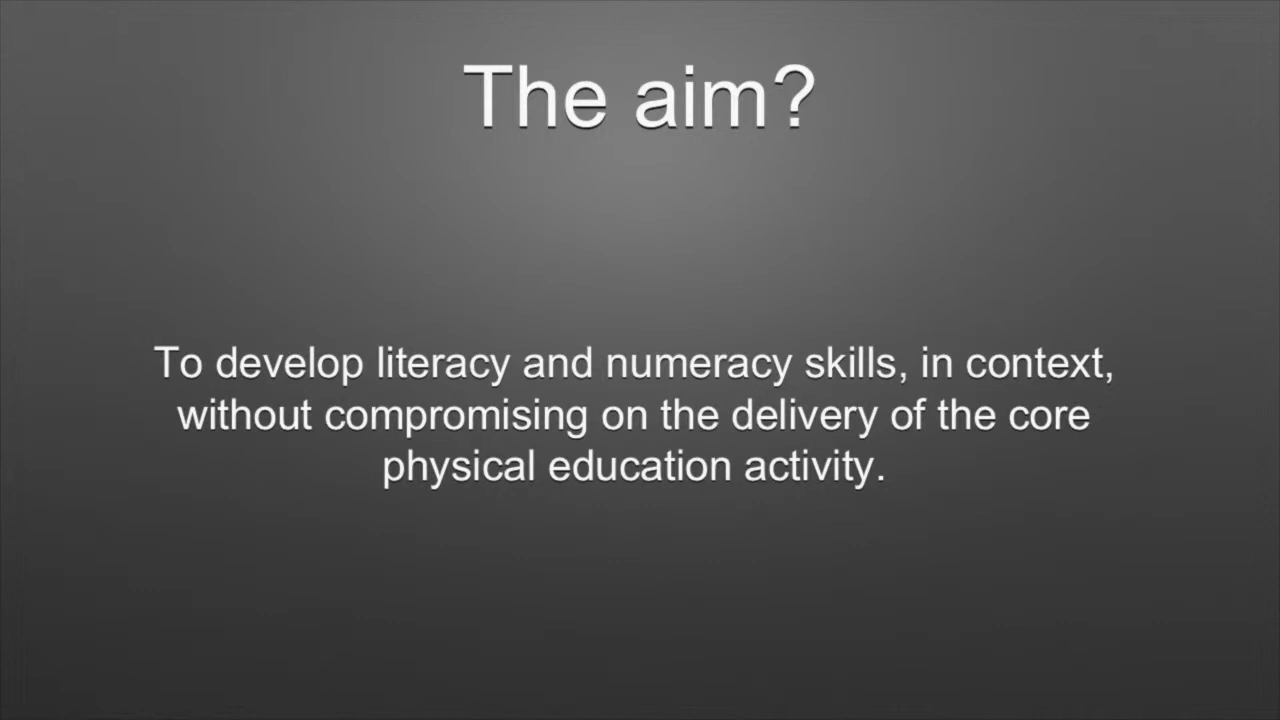 The aim?
To develop literacy and numeracy skills, in context,
without compromising on the delivery of the core
physical education activity.